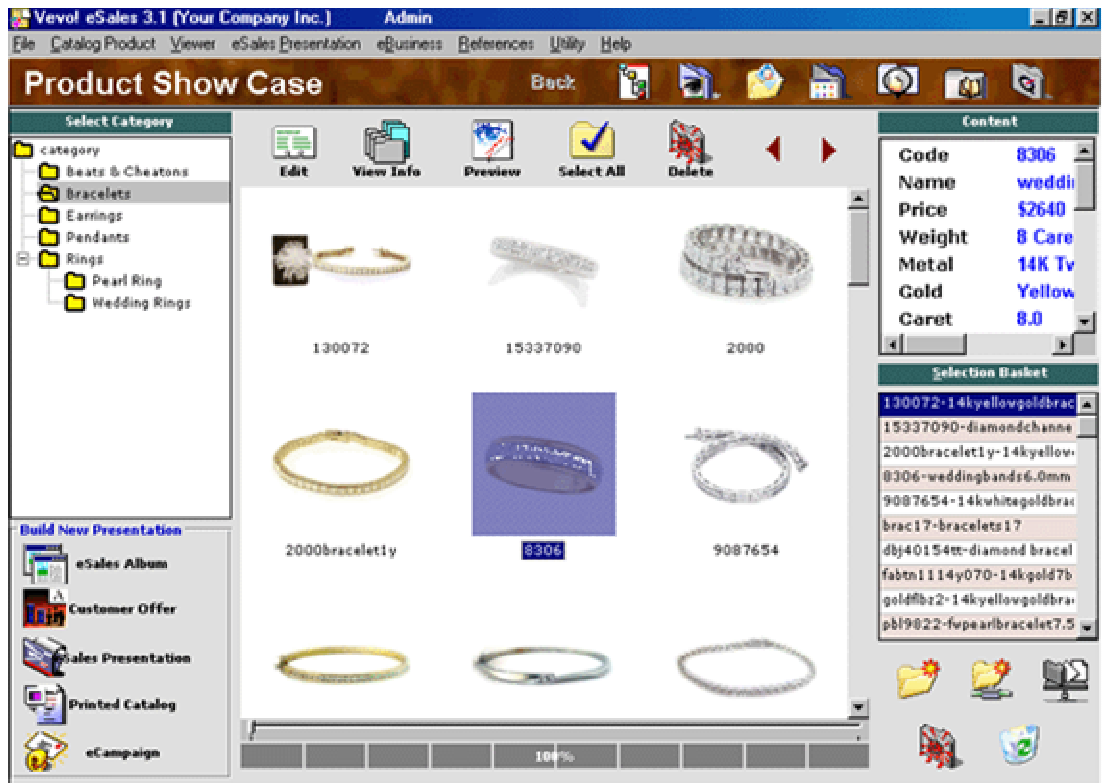 Vevo! eSales 3.1 (Your Company Inc.) Admin
File Catalog Product Viewer eSales Presentation eBusiness References Utility Help
Product Show Case
Back
Select Category
category
Beats & Cheatons
Bracelets
Earrings
Pendants
Rings
Pearl Ring
Wedding Rings
Build New Presentation
eSales Album
Customer Offer
Sales Presentation
Printed Catalog
eCampaign
Edit View Info Preview Select All Delete
130072 15337090 2000
2000bracelet1y 8306 9087654
100%
Content
Code 8306
Name weddi
Price $2640
Weight 8 Care
Metal 14K Tv
Gold Yellow
Caret 8.0
Selection Basket
130072-14kyellowgoldbrac
15337090-diamondchanne
2000bracelet1y-14kyellow
8306-weddingbands6.0mm
9087654-14kwhitegoldbrac
brac17-bracelets17
dbj40154tt-diamond bracel
fabtn1114y070-14kgold7b
goldflbz2-14kyellowgoldbra
pbl9822-fwpearlbracelet7.5